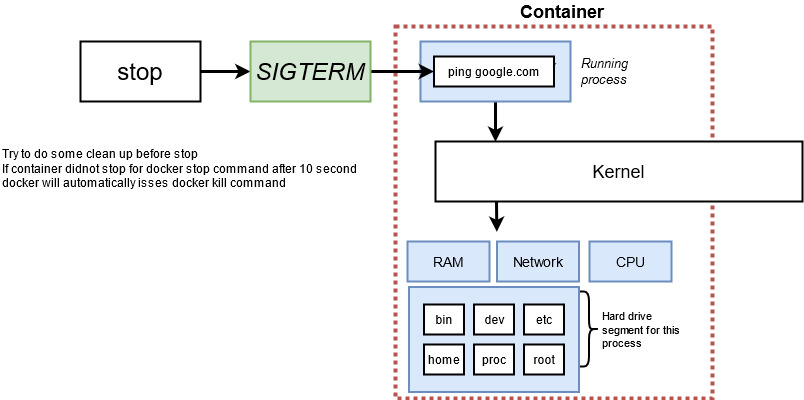 Container
stop
SIGTERM
ping google.com
Running
process
Try to do some clean up before stop
If container didnot stop for docker stop command after 10 second
docker will automatically isses docker kill command
Kernel
RAM
Network
CPU
bin
dev
etc
home
proc
root
Hard drive
segment for this
process